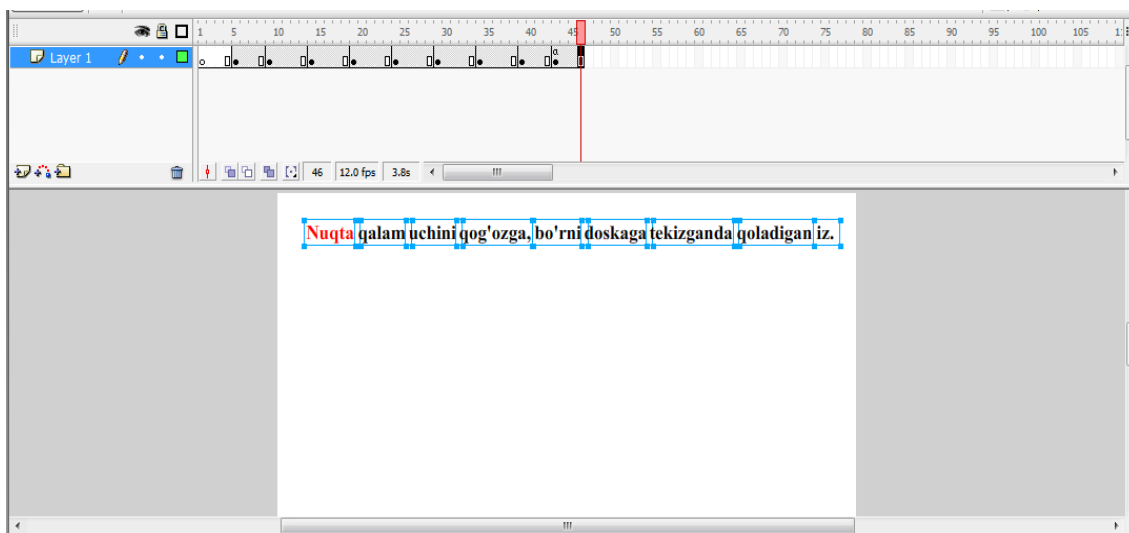 1 5 10 15 20 25 30 35 40 45 50 55 60 65 70 75 80 85 90 95 100 105
Layer 1
46 12.0 fps 3.8s
Nuqta qalam uchini qog'ozga, bo'rni doskaga tekizganda qoladigan iz.